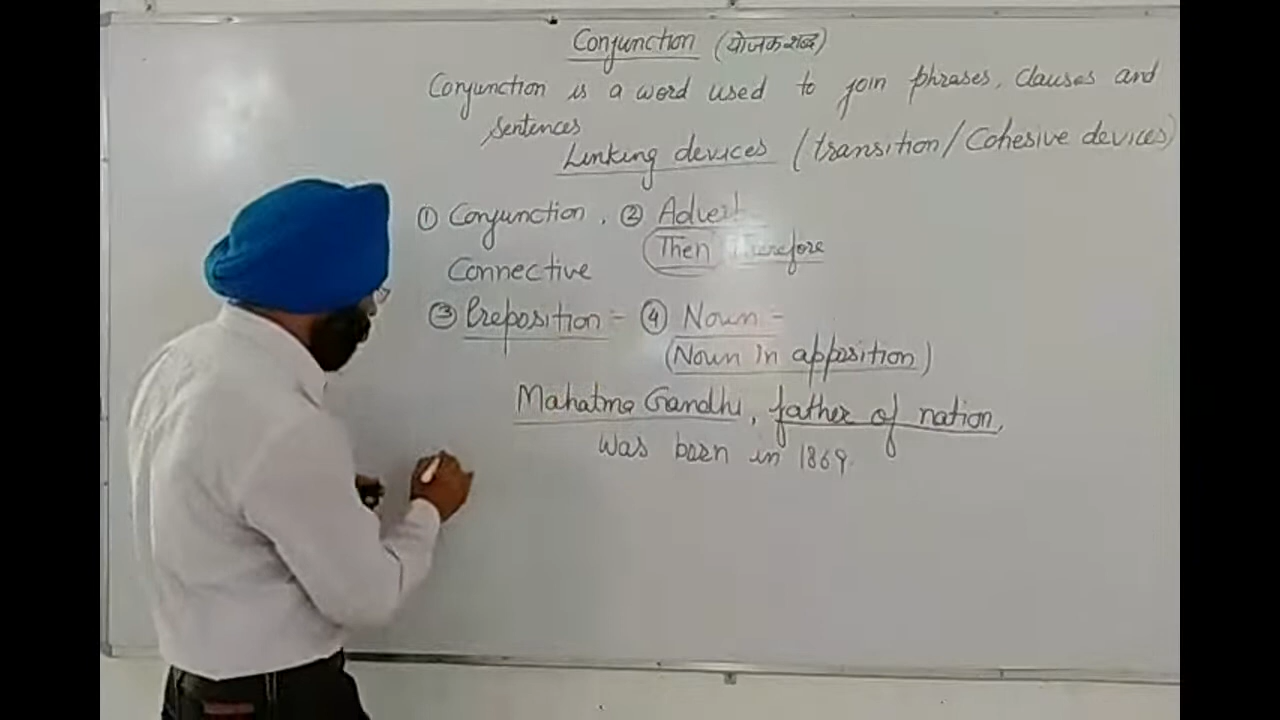 Conjunction (योजक शब्द)
Conjunction is a word used to join phrases, clauses and
sentences
Linking devices (transition/Cohesive devices)
① Conjunction, ② Adverb
Then Therefore
Connective
③ Preposition - ④ Noun -
(Noun in apposition)
Mahatma Gandhi, father of nation,
was born in 1869.